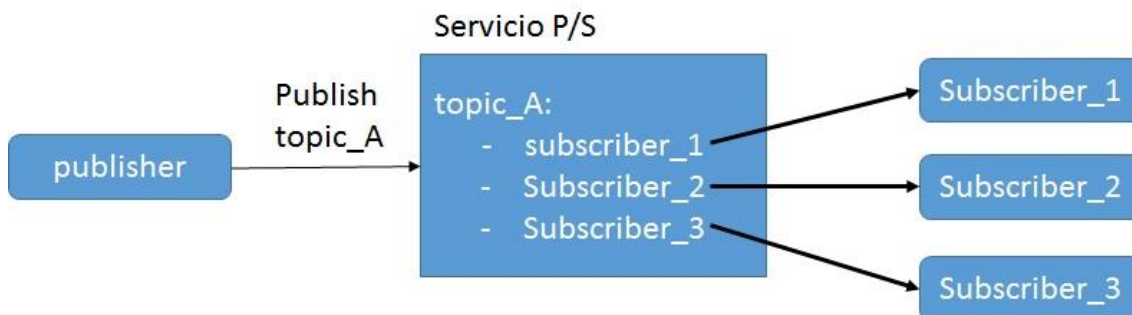 Servicio P/S
Publish
topic_A
publisher
topic_A:
- subscriber_1
- Subscriber_2
- Subscriber_3
Subscriber_1
Subscriber_2
Subscriber_3